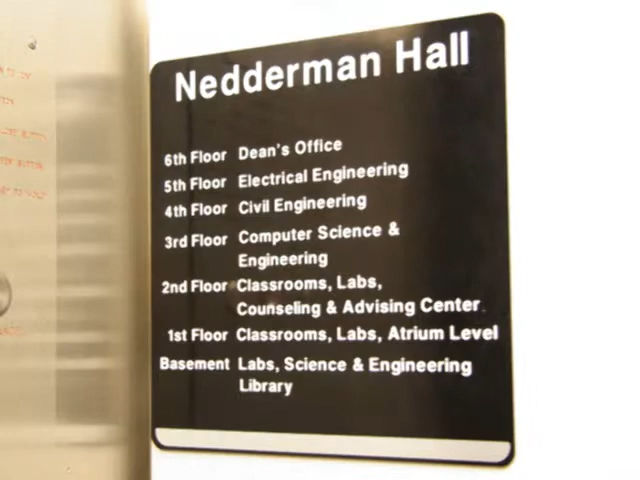 Nedderman Hall
6th Floor Dean's Office
5th Floor Electrical Engineering
4th Floor Civil Engineering
3rd Floor Computer Science &
Engineering
2nd Floor Classrooms, Labs,
Counseling & Advising Center
1st Floor Classrooms, Labs, Atrium Level
Basement Labs, Science & Engineering
Library